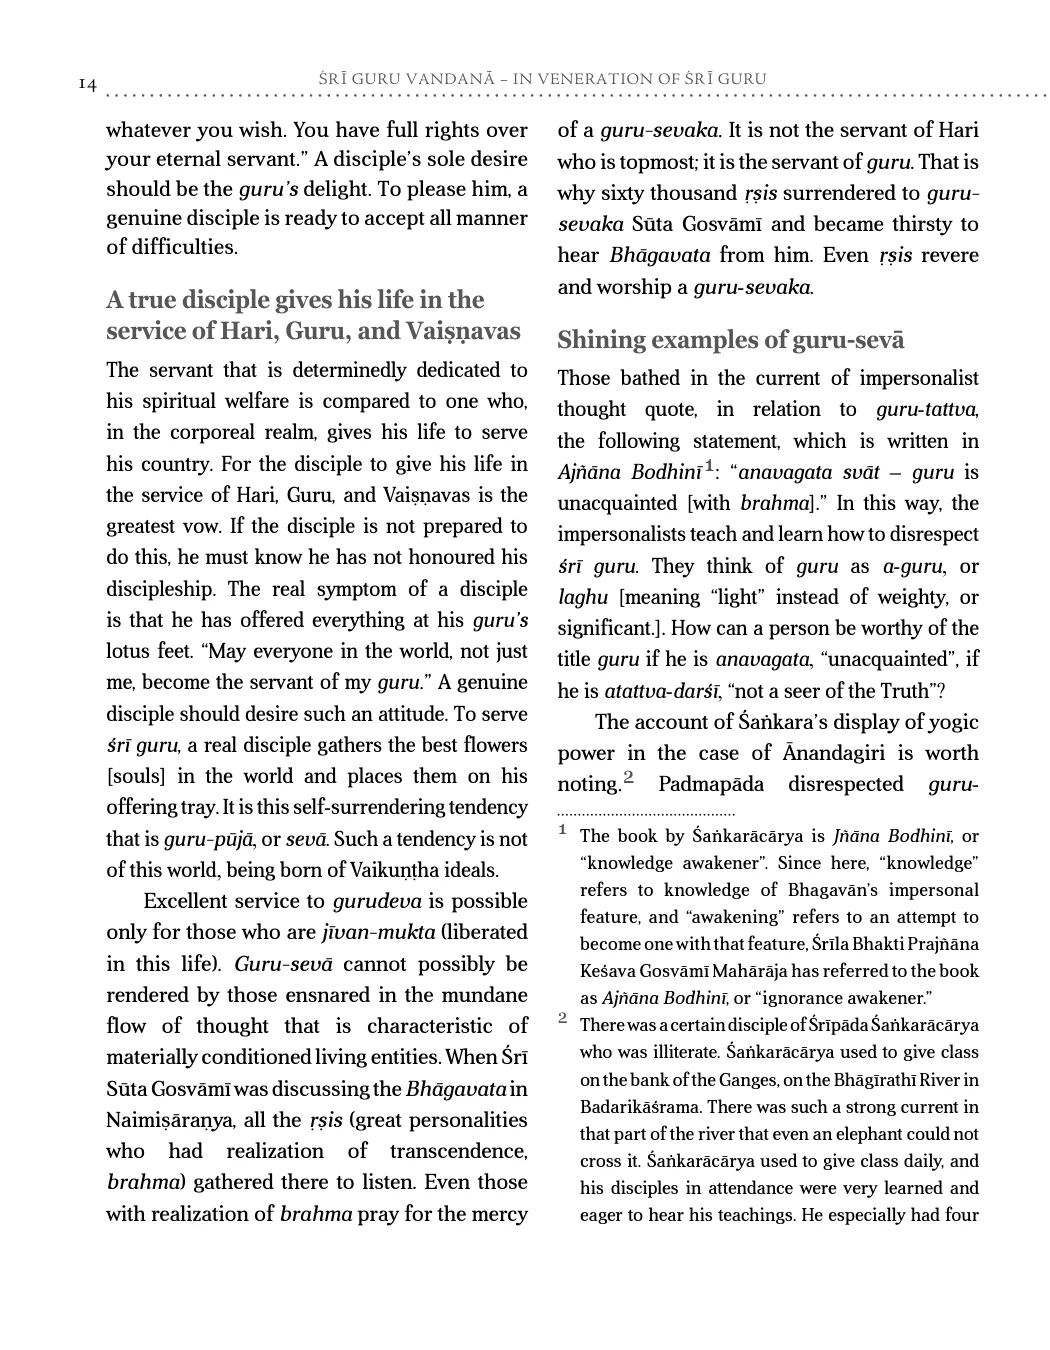 14
ŚRĪ GURU VANDANĀ – IN VENERATION OF ŚRĪ GURU
whatever you wish. You have full rights over
your eternal servant.” A disciple’s sole desire
should be the guru’s delight. To please him, a
genuine disciple is ready to accept all manner
of difficulties.
A true disciple gives his life in the
service of Hari, Guru, and Vaiṣṇavas
The servant that is determinedly dedicated to
his spiritual welfare is compared to one who,
in the corporeal realm, gives his life to serve
his country. For the disciple to give his life in
the service of Hari, Guru, and Vaiṣṇavas is the
greatest vow. If the disciple is not prepared to
do this, he must know he has not honoured his
discipleship. The real symptom of a disciple
is that he has offered everything at his guru’s
lotus feet. “May everyone in the world, not just
me, become the servant of my guru.” A genuine
disciple should desire such an attitude. To serve
śrī guru, a real disciple gathers the best flowers
[souls] in the world and places them on his
offering tray. It is this self-surrendering tendency
that is guru-pūjā, or sevā. Such a tendency is not
of this world, being born of Vaikuṇṭha ideals.
Excellent service to gurudeva is possible
only for those who are jīvan-mukta (liberated
in this life). Guru-sevā cannot possibly be
rendered by those ensnared in the mundane
flow of thought that is characteristic of
materially conditioned living entities. When Śrī
Sūta Gosvāmī was discussing the Bhāgavata in
Naimiṣāraṇya, all the ṛṣis (great personalities
who had realization of transcendence,
brahma) gathered there to listen. Even those
with realization of brahma pray for the mercy
of a guru-sevaka. It is not the servant of Hari
who is topmost; it is the servant of guru. That is
why sixty thousand ṛṣis surrendered to guru-
sevaka Sūta Gosvāmī and became thirsty to
hear Bhāgavata from him. Even ṛṣis revere
and worship a guru-sevaka.
Shining examples of guru-sevā
Those bathed in the current of impersonalist
thought quote, in relation to guru-tattva,
the following statement, which is written in
Ajñāna Bodhinī1: “anavagata svāt – guru is
unacquainted [with brahma].” In this way, the
impersonalists teach and learn how to disrespect
śrī guru. They think of guru as a-guru, or
laghu [meaning “light” instead of weighty, or
significant.]. How can a person be worthy of the
title guru if he is anavagata, “unacquainted”, if
he is atattva-darśī, “not a seer of the Truth”?
The account of Śaṅkara’s display of yogic
power in the case of Ānandagiri is worth
noting.2 Padmapāda disrespected guru-
1 The book by Śaṅkarācārya is Jñāna Bodhinī, or
“knowledge awakener”. Since here, “knowledge”
refers to knowledge of Bhagavān’s impersonal
feature, and “awakening” refers to an attempt to
become one with that feature, Śrīla Bhakti Prajñāna
Keśava Gosvāmī Mahārāja has referred to the book
as Ajñāna Bodhinī, or “ignorance awakener.”
2 There was a certain disciple of Śrīpāda Śaṅkarācārya
who was illiterate. Śaṅkarācārya used to give class
on the bank of the Ganges, on the Bhāgīrathī River in
Badarikāśrama. There was such a strong current in
that part of the river that even an elephant could not
cross it. Śaṅkarācārya used to give class daily, and
his disciples in attendance were very learned and
eager to hear his teachings. He especially had four